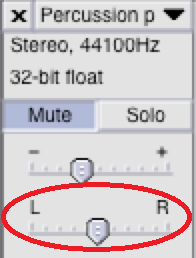 x Percussion p
Stereo, 44100Hz
32-bit float
Mute Solo
- +
L R